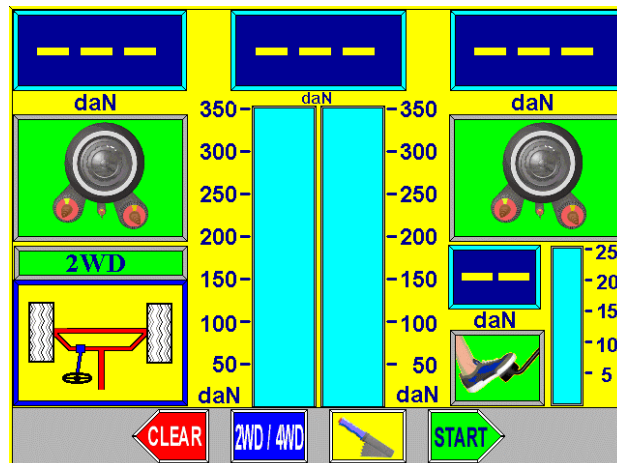 --- --- ---
daN daN daN
350 350
300 300
250 250
200 200
2WD 25
150 -- 20
150
daN 15
100 100
10
50 50 5
daN daN
CLEAR 2WD / 4WD START